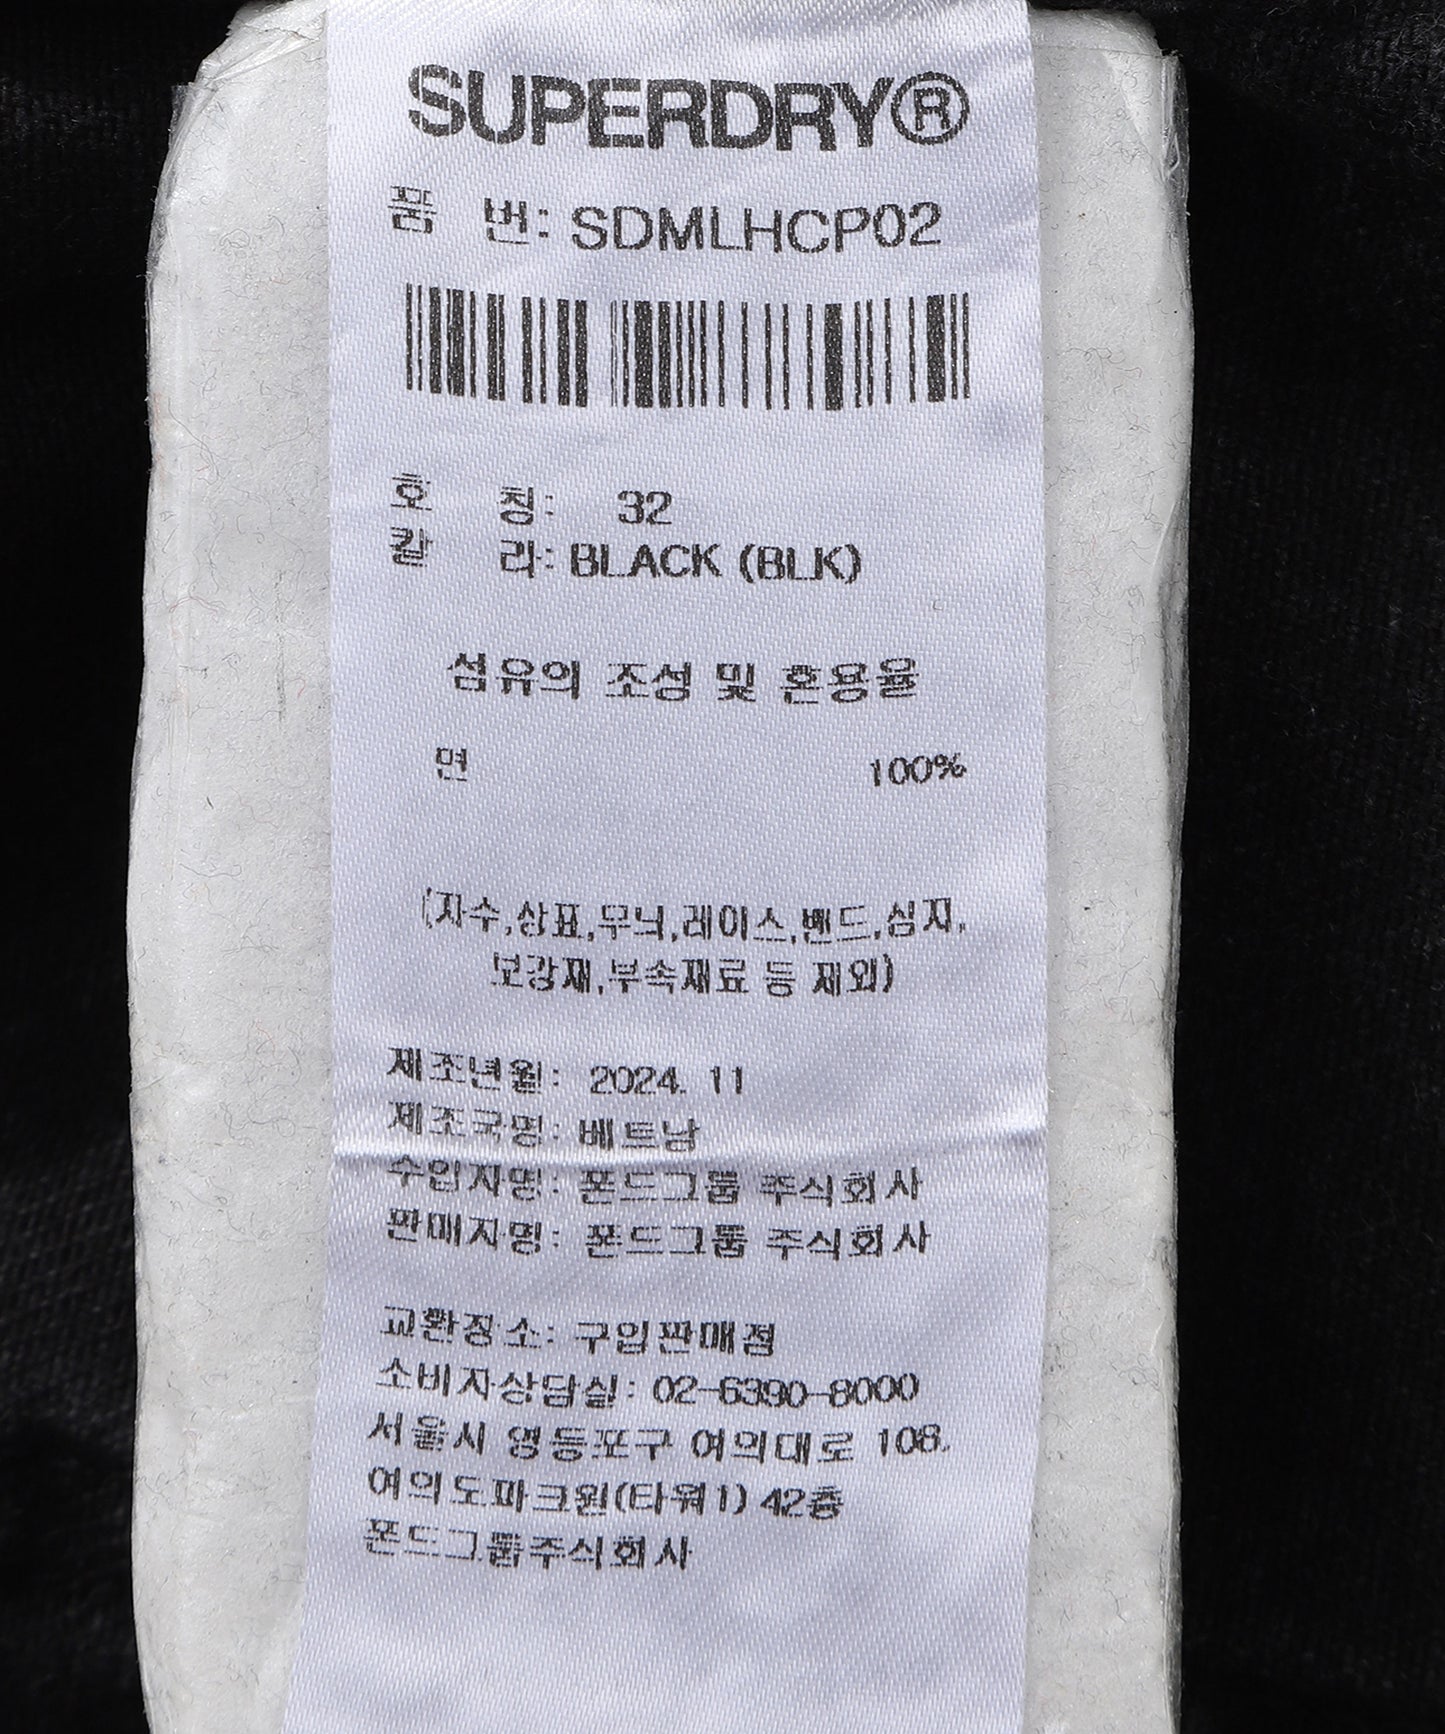 SUPERDRY®
품 번: SDMLHCP02
호 칭: 32
칼 라: BLACK (BLK)
섬유의 조성 및 혼용율
면 100%
(자수,상표,무늬,레이스,밴드,심지,
보강재,부속재료 등 제외)
제조년월: 2024. 11
제조국명: 베트남
수입자명: 폰드그룹 주식회사
판매자명: 폰드그룹 주식회사
교환장소: 구입판매점
소비자상담실: 02-6390-8000
서울시 영등포구 여의대로 108,
여의도파크원(타워1) 42층
폰드그룹주식회사